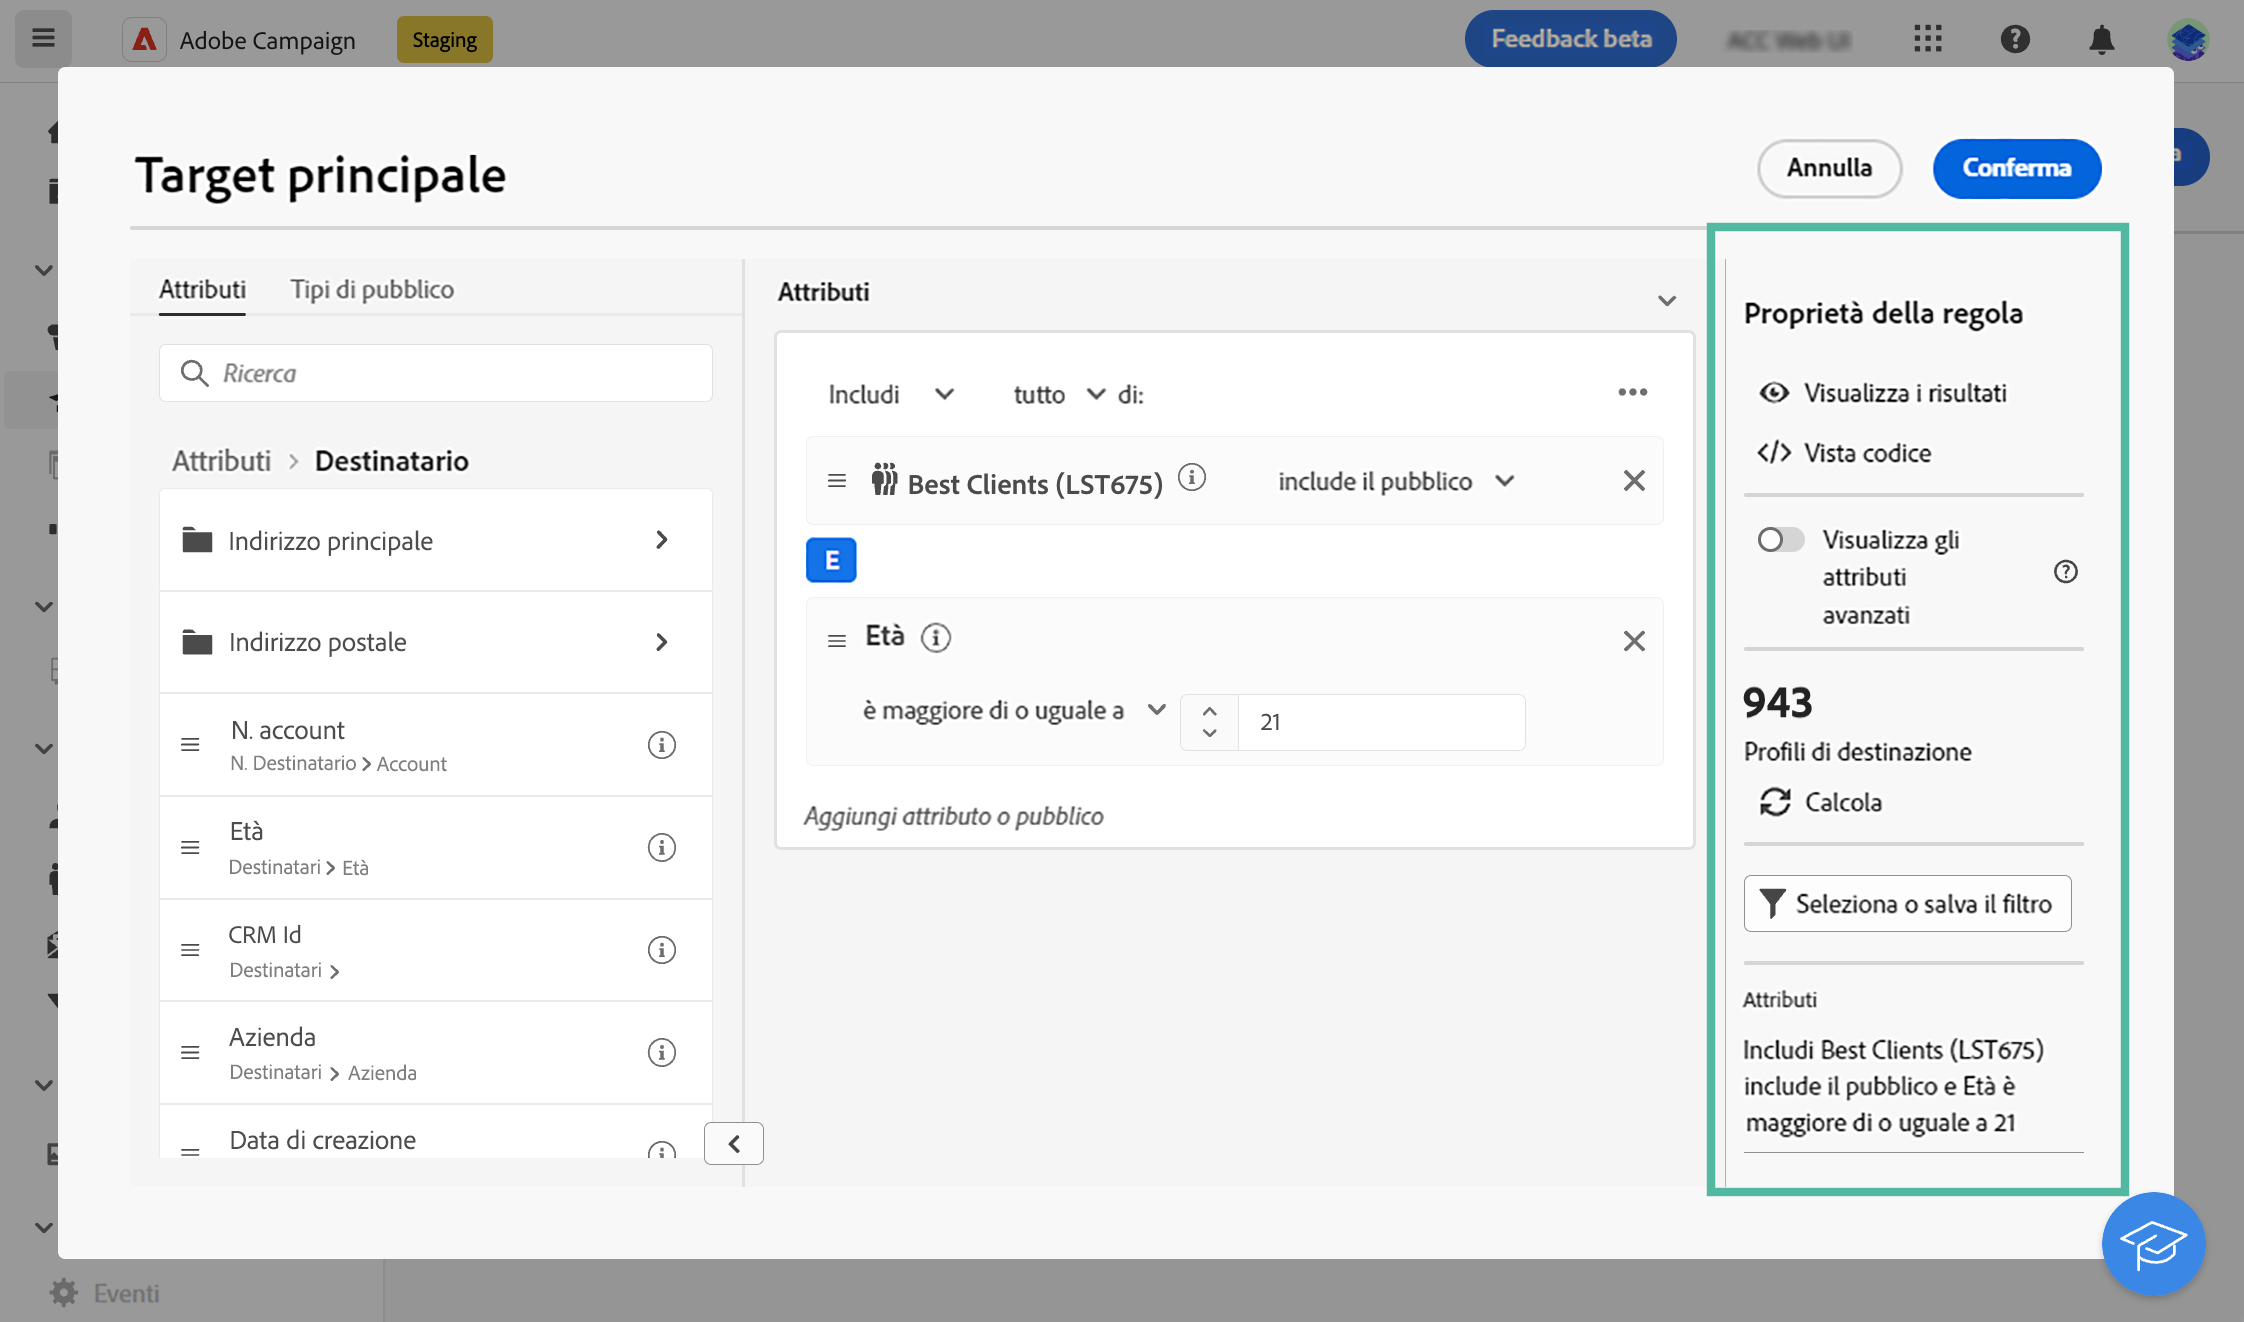 Adobe Campaign
Staging
Feedback beta
Target principale
Annulla
Conferma
a
Attributi
Tipi di pubblico
Ricerca
Attributi > Destinatario
Indirizzo principale
Indirizzo postale
N. account
N. Destinatario > Account
Età
Destinatari > Età
CRM Id
Destinatari >
Azienda
Destinatari > Azienda
Data di creazione
Attributi
Includi tutto di:
Best Clients (LST675) include il pubblico
E
Età
è maggiore di o uguale a 21
Aggiungi attributo o pubblico
Proprietà della regola
Visualizza i risultati
</> Vista codice
Visualizza gli
attributi
avanzati
943
Profili di destinazione
Calcola
Seleziona o salva il filtro
Attributi
Includi Best Clients (LST675)
include il pubblico e Età è
maggiore di o uguale a 21
Eventi